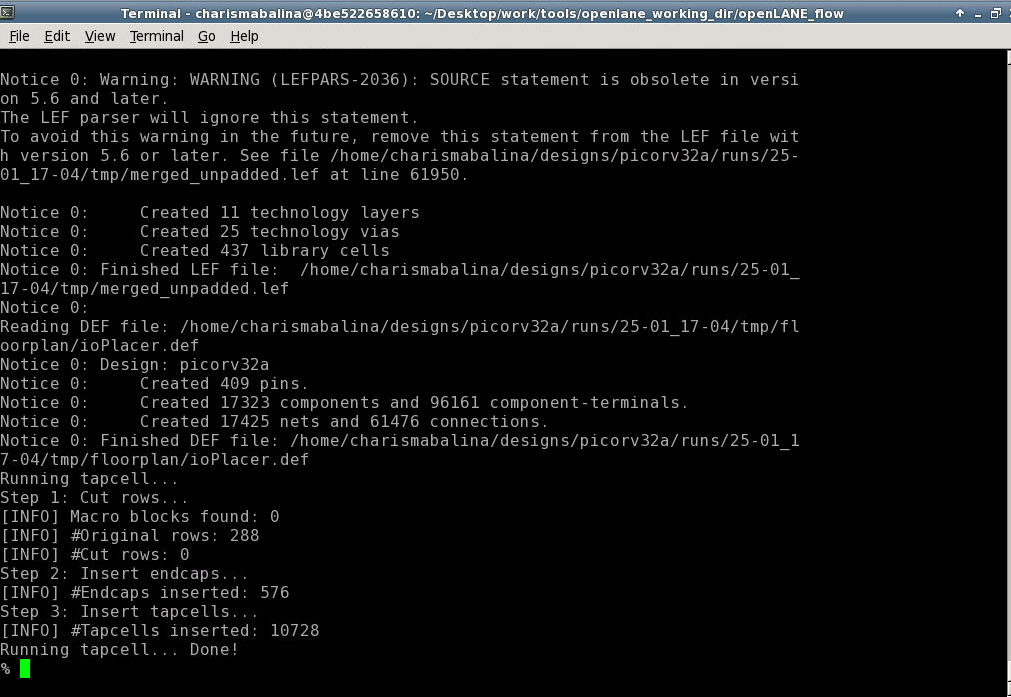 Terminal - charismabalina@4be522658610: ~/Desktop/work/tools/openlane_working_dir/openLANE_flow
File Edit View Terminal Go Help
Notice 0: Warning: WARNING (LEFPARS-2036): SOURCE statement is obsolete in versi
on 5.6 and later.
The LEF parser will ignore this statement.
To avoid this warning in the future, remove this statement from the LEF file wit
h version 5.6 or later. See file /home/charismabalina/designs/picorv32a/runs/25-
01_17-04/tmp/merged_unpadded.lef at line 61950.
Notice 0:     Created 11 technology layers
Notice 0:     Created 25 technology vias
Notice 0:     Created 437 library cells
Notice 0: Finished LEF file:  /home/charismabalina/designs/picorv32a/runs/25-01_
17-04/tmp/merged_unpadded.lef
Notice 0:
Reading DEF file: /home/charismabalina/designs/picorv32a/runs/25-01_17-04/tmp/fl
oorplan/ioPlacer.def
Notice 0: Design: picorv32a
Notice 0:     Created 409 pins.
Notice 0:     Created 17323 components and 96161 component-terminals.
Notice 0:     Created 17425 nets and 61476 connections.
Notice 0: Finished DEF file: /home/charismabalina/designs/picorv32a/runs/25-01_1
7-04/tmp/floorplan/ioPlacer.def
Running tapcell...
Step 1: Cut rows...
[INFO] Macro blocks found: 0
[INFO] #Original rows: 288
[INFO] #Cut rows: 0
Step 2: Insert endcaps...
[INFO] #Endcaps inserted: 576
Step 3: Insert tapcells...
[INFO] #Tapcells inserted: 10728
Running tapcell... Done!
%